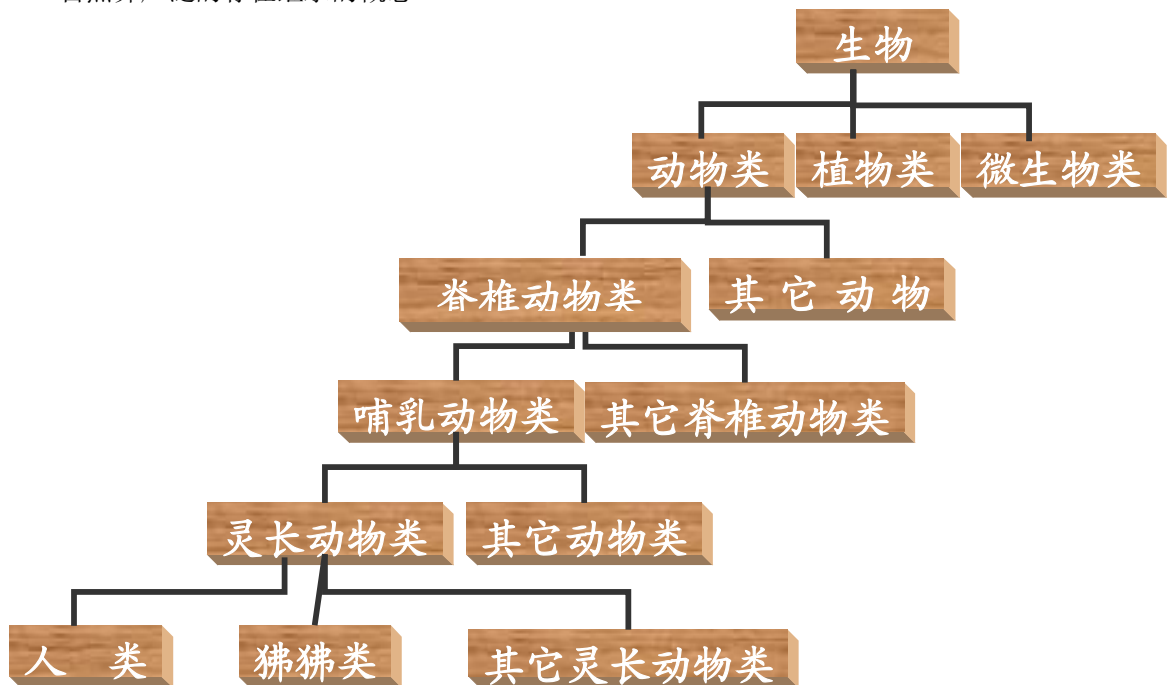 生物
动物类 植物类 微生物类
脊椎动物类 其它动物
哺乳动物类 其它脊椎动物类
灵长动物类 其它动物类
人 类 狒狒类 其它灵长动物类